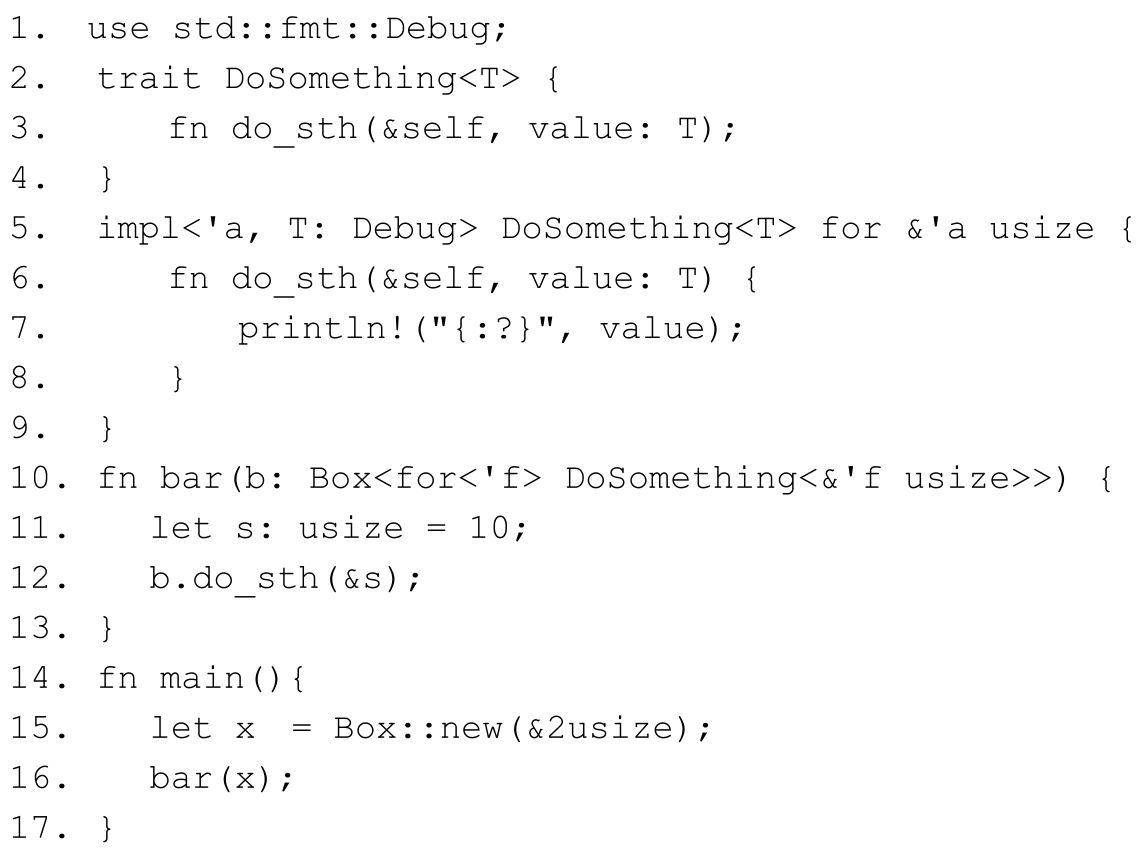 1. use std::fmt::Debug;
2. trait DoSomething<T> {
3. fn do_sth(&self, value: T);
4. }
5. impl<'a, T: Debug> DoSomething<T> for &'a usize {
6. fn do_sth(&self, value: T) {
7. println!("{:?}", value);
8. }
9. }
10. fn bar(b: Box<for<'f> DoSomething<&'f usize>>) {
11. let s: usize = 10;
12. b.do_sth(&s);
13. }
14. fn main(){
15. let x = Box::new(&2usize);
16. bar(x);
17. }